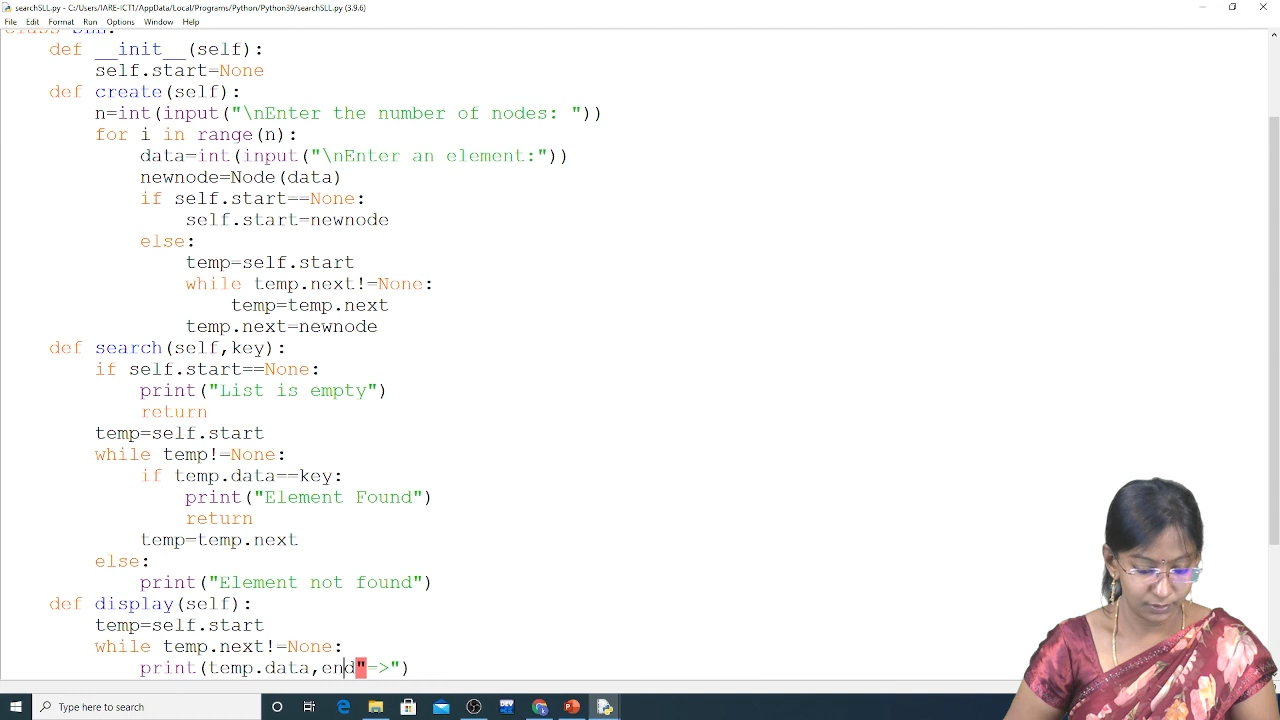 searchSLL.py - C:/Users/IARE-ICT1/AppData/Local/Programs/Python/Python39/searchSLL.py (3.9.6)
File Edit Format Run Options Window Help
    def __init__(self):
        self.start=None
    def create(self):
        n=int(input("\nEnter the number of nodes: "))
        for i in range(n):
            data=int(input("\nEnter an element:"))
            newnode=Node(data)
            if self.start==None:
                self.start=newnode
            else:
                temp=self.start
                while temp.next!=None:
                    temp=temp.next
                temp.next=newnode
    def search(self,key):
        if self.start==None:
            print("List is empty")
            return
        temp=self.start
        while temp!=None:
            if temp.data==key:
                print("Element Found")
                return
            temp=temp.next
        else:
            print("Element not found")
    def display(self):
        temp=self.start
        while temp.next!=None:
            print(temp.data,end"=>")
Type here to search